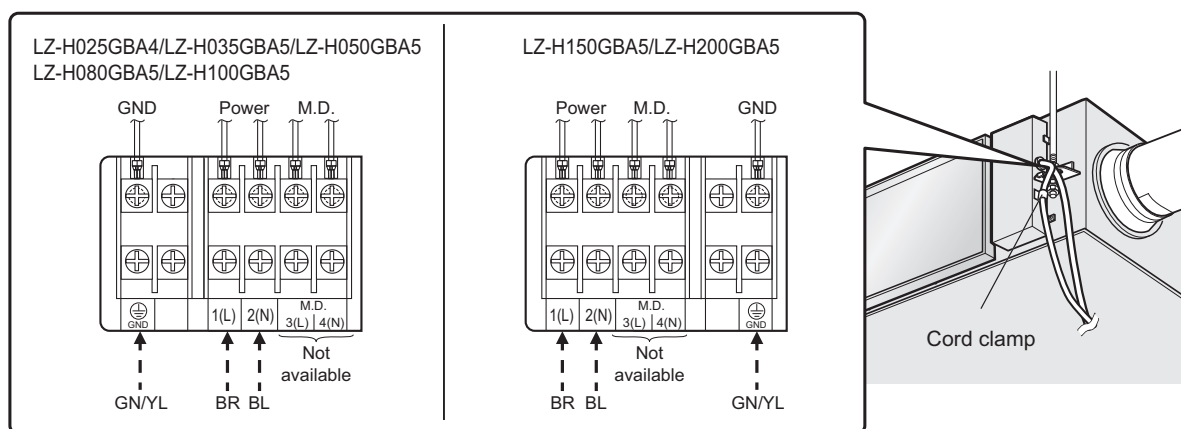 LZ-H025GBA4/LZ-H035GBA5/LZ-H050GBA5
LZ-H080GBA5/LZ-H100GBA5
GND Power M.D.
GND
1(L) 2(N) M.D.
3(L) 4(N)
Not
available
GN/YL BR BL
LZ-H150GBA5/LZ-H200GBA5
Power M.D. GND
1(L) 2(N) M.D.
3(L) 4(N)
GND
Not
available
BR BL GN/YL
Cord clamp